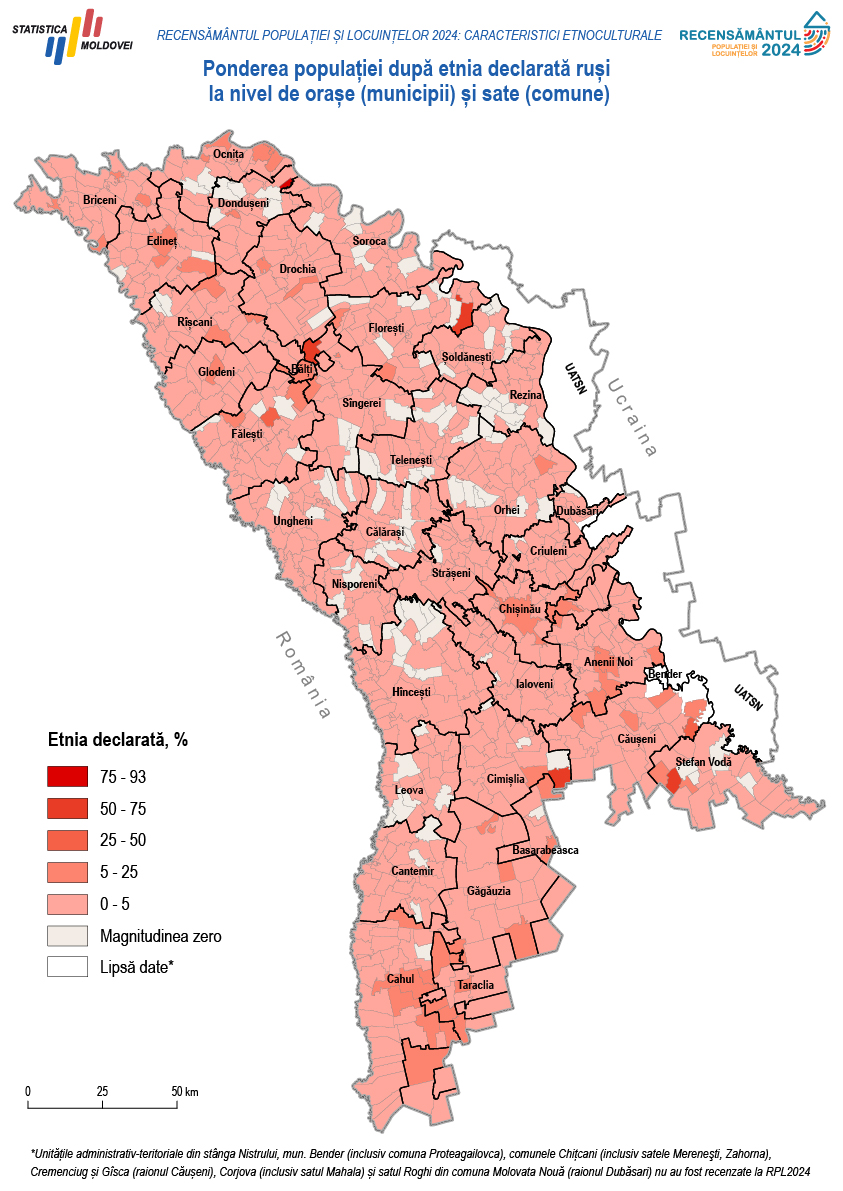 STATISTICA
MOLDOVEI
RECENSĂMÂNTUL POPULAȚIEI ȘI LOCUINȚELOR 2024: CARACTERISTICI ETNOCULTURALE
RECENSĂMÂNTUL
POPULAȚIEI ȘI
LOCUINȚELOR
2024
Ponderea populației după etnia declarată ruși
la nivel de orașe (municipii) și sate (comune)
Ocnița
Briceni
Dondușeni
Edineț
Soroca
Drochia
Rîșcani
Florești
Șoldănești
Glodeni
Bălți
UATSN
Ucraina
Rezina
Sîngerei
Fălești
Telenești
Orhei
Dubăsari
Ungheni
Călărași
Criuleni
Strășeni
Nisporeni
Chișinău
România
Anenii Noi
Bender
Ialoveni
UATSN
Hîncești
Căușeni
Ștefan Vodă
Cimișlia
Leova
Basarabeasca
Cantemir
Găgăuzia
Cahul
Taraclia
Etnia declarată, %
75 - 93
50 - 75
25 - 50
5 - 25
0 - 5
Magnitudinea zero
Lipsă date*
0 25 50 km
*Unitățile administrativ-teritoriale din stânga Nistrului, mun. Bender (inclusiv comuna Proteagailovca), comunele Chițcani (inclusiv satele Merenești, Zahorna),
Cremenciug și Gîsca (raionul Căușeni), Corjova (inclusiv satul Mahala) și satul Roghi din comuna Molovata Nouă (raionul Dubăsari) nu au fost recenzate la RPL2024